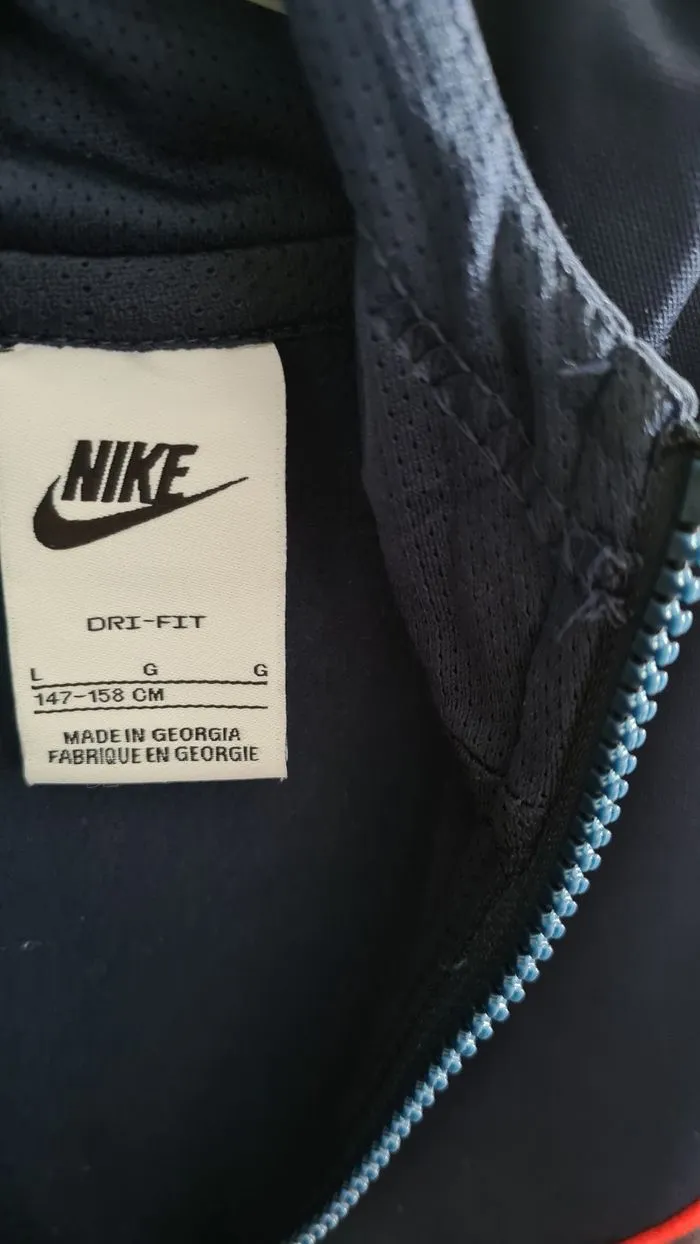 NIKE
DRI-FIT
L G G
147-158 CM
MADE IN GEORGIA
FABRIQUE EN GEORGIE